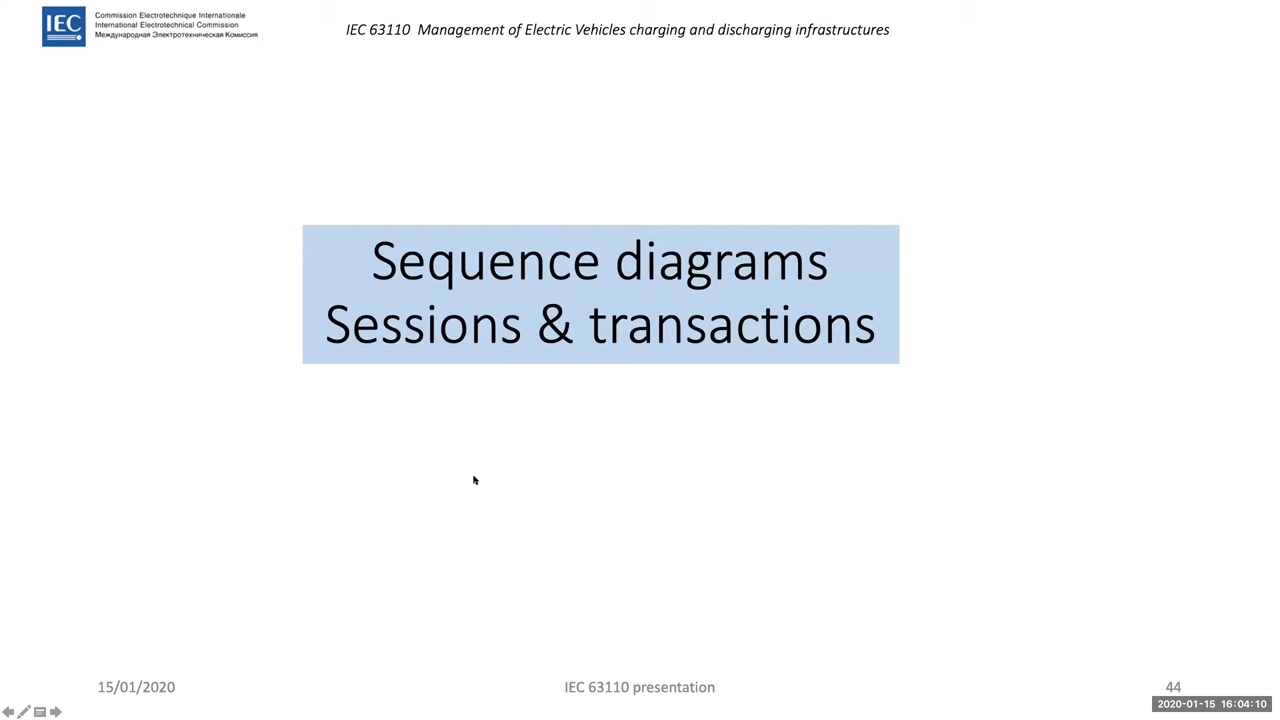 IEC
Commission Electrotechnique Internationale
International Electrotechnical Commission
Международная Электротехническая Комиссия
IEC 63110 Management of Electric Vehicles charging and discharging infrastructures
Sequence diagrams
Sessions & transactions
15/01/2020
IEC 63110 presentation
44
2020-01-15 16:04:10